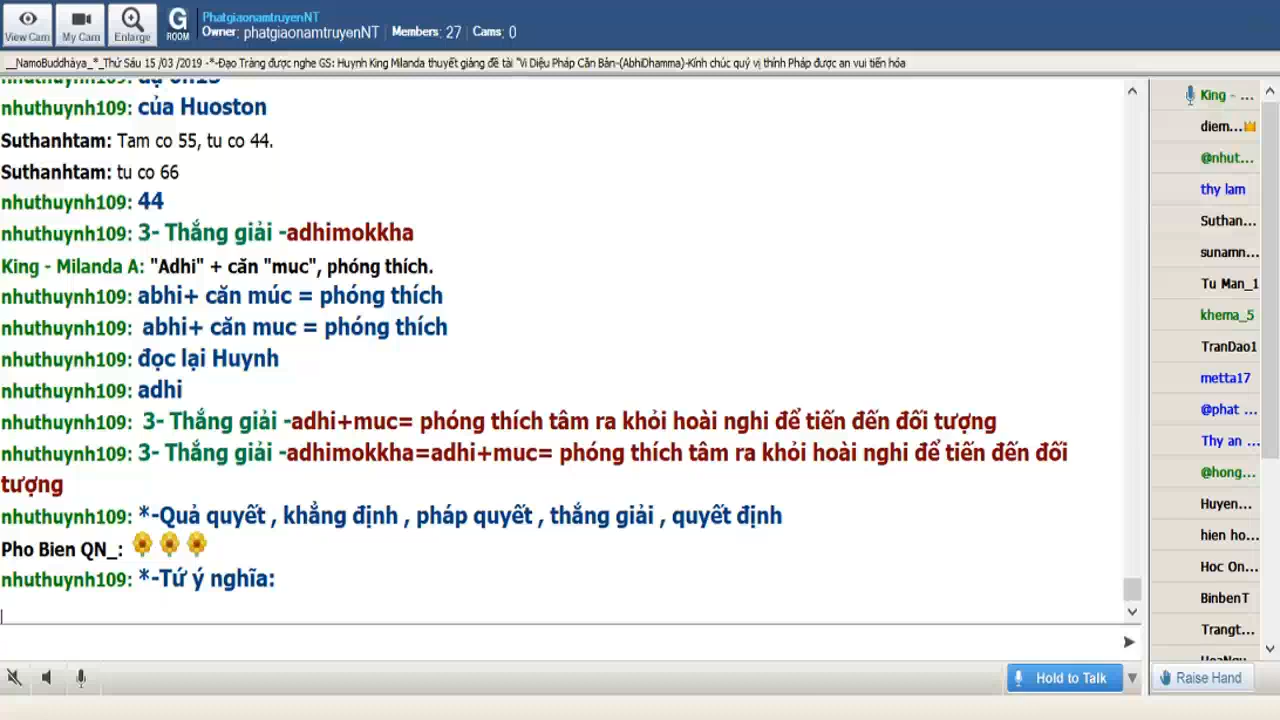 View Cam
My Cam
Enlarge
G
ROOM
PhatgiaonamtruyenNT
Owner: phatgiaonamtruyenNT | Members: 27 | Cams: 0
__NamoBuddhàya_*_Thứ Sáu 15 /03 /2019 -*-Đạo Tràng được nghe GS: Huynh King Milanda thuyết giảng đề tài "Vi Diệu Pháp Căn Bản-(AbhiDhamma)-Kính chúc quý vị thính Pháp được an vui tiến hóa
nhuthuynh109: của Huoston
Suthanhtam: Tam co 55, tu co 44.
Suthanhtam: tu co 66
nhuthuynh109: 44
nhuthuynh109: 3- Thắng giải -adhimokkha
King - Milanda A: "Adhi" + căn "muc", phóng thích.
nhuthuynh109: abhi+ căn múc = phóng thích
nhuthuynh109: abhi+ căn muc = phóng thích
nhuthuynh109: đọc lại Huynh
nhuthuynh109: adhi
nhuthuynh109: 3- Thắng giải -adhi+muc= phóng thích tâm ra khỏi hoài nghi để tiến đến đối tượng
nhuthuynh109: 3- Thắng giải -adhimokkha=adhi+muc= phóng thích tâm ra khỏi hoài nghi để tiến đến đối
tượng
nhuthuynh109: *-Quả quyết , khẳng định , pháp quyết , thắng giải , quyết định
Pho Bien QN_:
nhuthuynh109: *-Tứ ý nghĩa:
King - ...
diem...
@nhut...
thy lam
Suthan...
sunamn...
Tu Man_1
khema_5
TranDao1
metta17
@phat ...
Thy an ...
@hong...
Huyen...
hien ho...
Hoc On...
BinbenT
Trangt...
Hold to Talk
Raise Hand